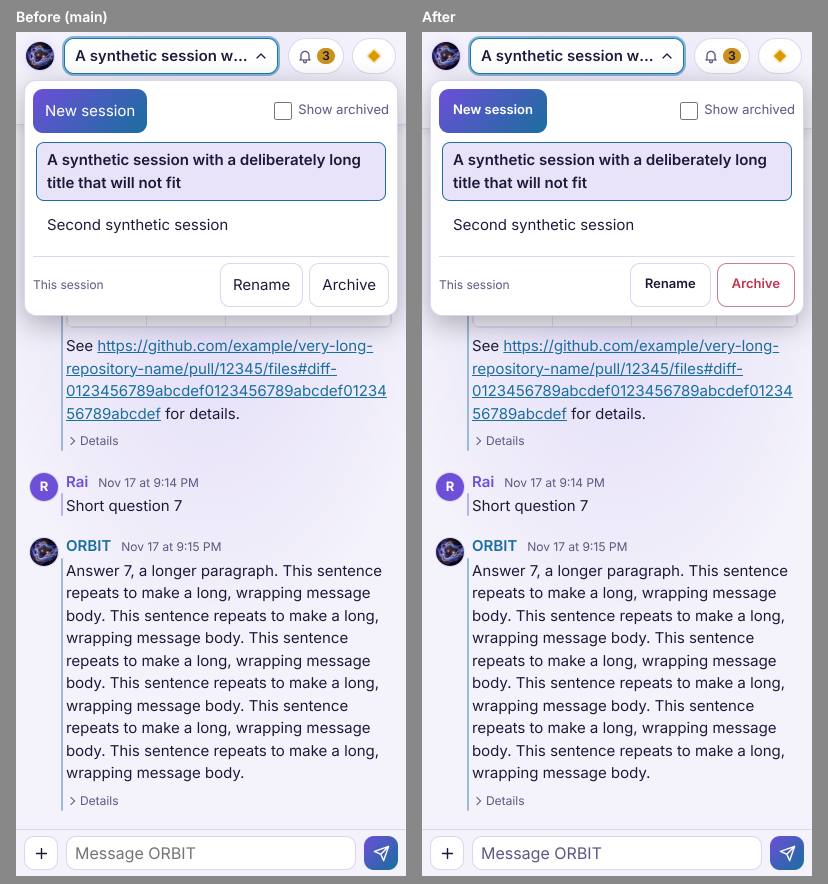 Before (main)
A synthetic session w...
3
New session
Show archived
A synthetic session with a deliberately long
title that will not fit
Second synthetic session
This session
Rename
Archive
See https://github.com/example/very-long-
repository-name/pull/12345/files#diff-
0123456789abcdef0123456789abcdef01234
56789abcdef for details.
Details
R
Rai
Nov 17 at 9:14 PM
Short question 7
ORBIT
Nov 17 at 9:15 PM
Answer 7, a longer paragraph. This sentence
repeats to make a long, wrapping message
body. This sentence repeats to make a long,
wrapping message body. This sentence
repeats to make a long, wrapping message
body. This sentence repeats to make a long,
wrapping message body. This sentence
repeats to make a long, wrapping message
body. This sentence repeats to make a long,
wrapping message body.
Details
+
Message ORBIT
After
A synthetic session w...
3
New session
Show archived
A synthetic session with a deliberately long
title that will not fit
Second synthetic session
This session
Rename
Archive
See https://github.com/example/very-long-
repository-name/pull/12345/files#diff-
0123456789abcdef0123456789abcdef01234
56789abcdef for details.
Details
R
Rai
Nov 17 at 9:14 PM
Short question 7
ORBIT
Nov 17 at 9:15 PM
Answer 7, a longer paragraph. This sentence
repeats to make a long, wrapping message
body. This sentence repeats to make a long,
wrapping message body. This sentence
repeats to make a long, wrapping message
body. This sentence repeats to make a long,
wrapping message body. This sentence
repeats to make a long, wrapping message
body. This sentence repeats to make a long,
wrapping message body.
Details
+
Message ORBIT